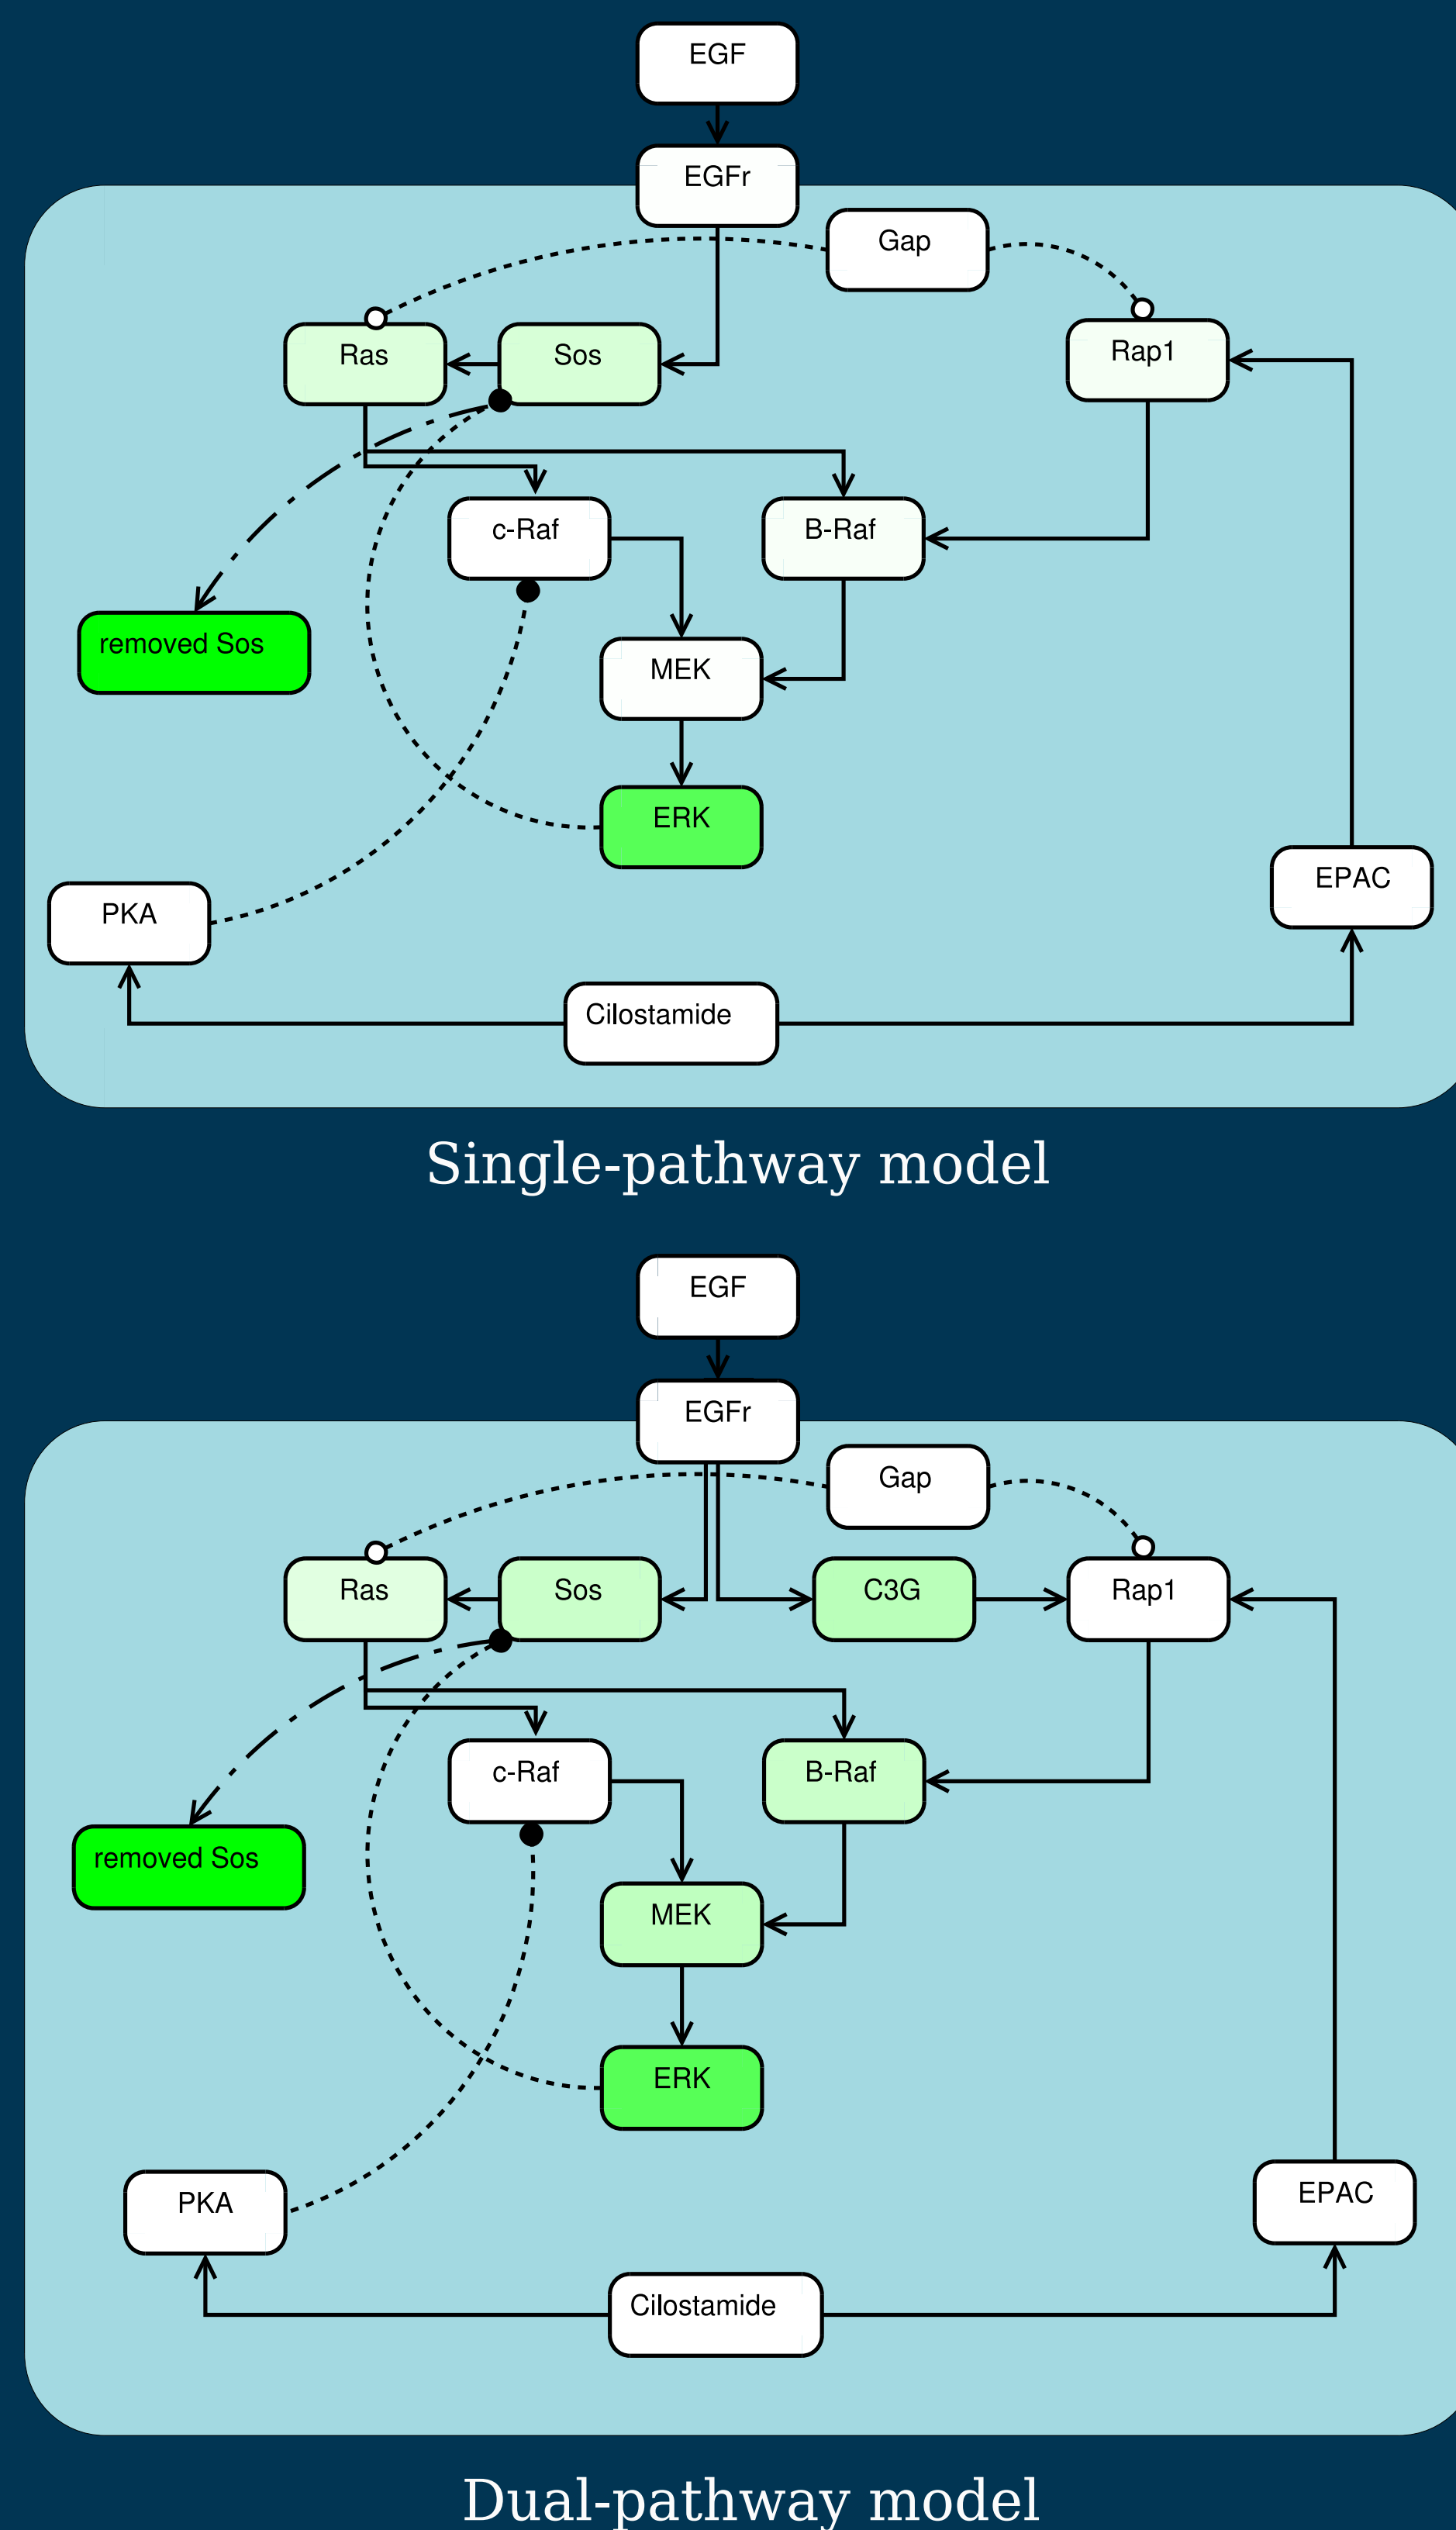 EGF
EGFr
Gap
Ras
Sos
Rap1
c-Raf
B-Raf
removed Sos
MEK
ERK
EPAC
PKA
Cilostamide
Single-pathway model
EGF
EGFr
Gap
Ras
Sos
C3G
Rap1
c-Raf
B-Raf
removed Sos
MEK
ERK
EPAC
PKA
Cilostamide
Dual-pathway model